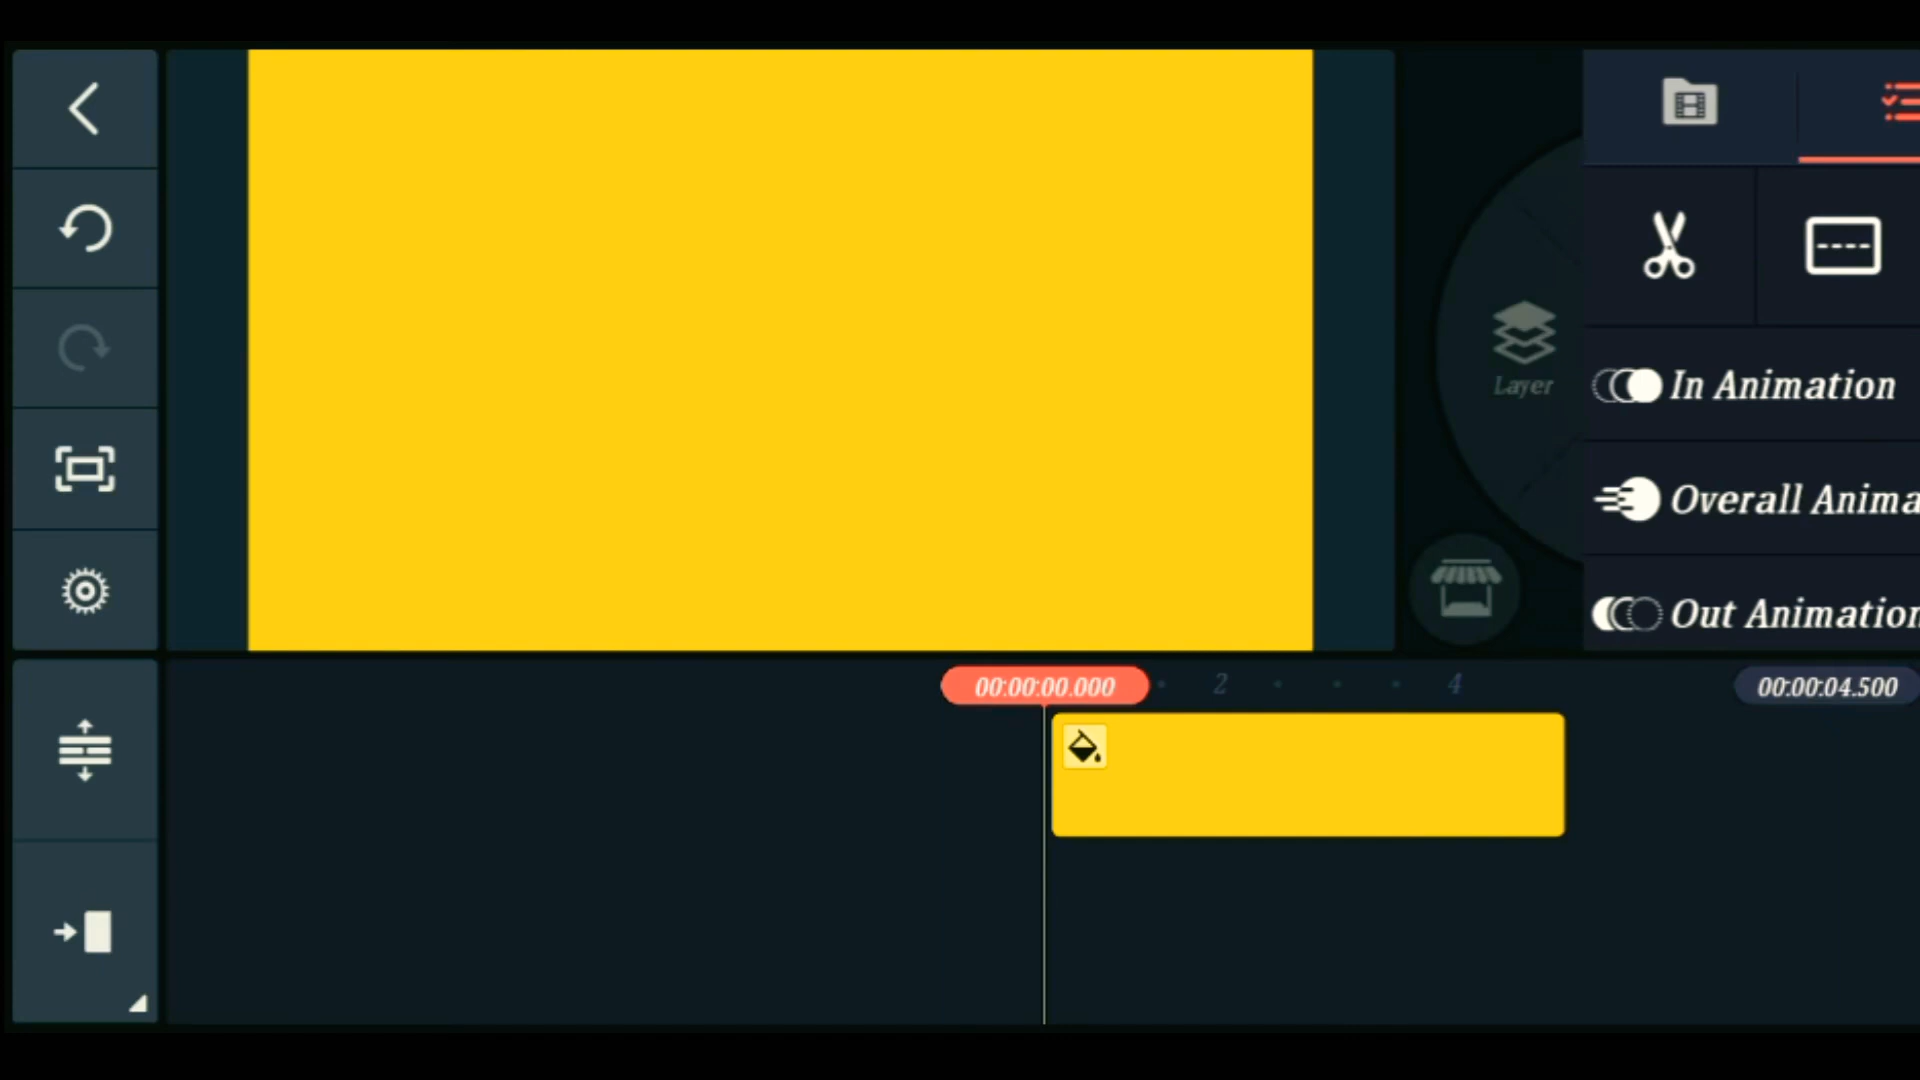 Layer
In Animation
Overall Anima
Out Animation
00:00:00.000
2
4
00:00:04.500